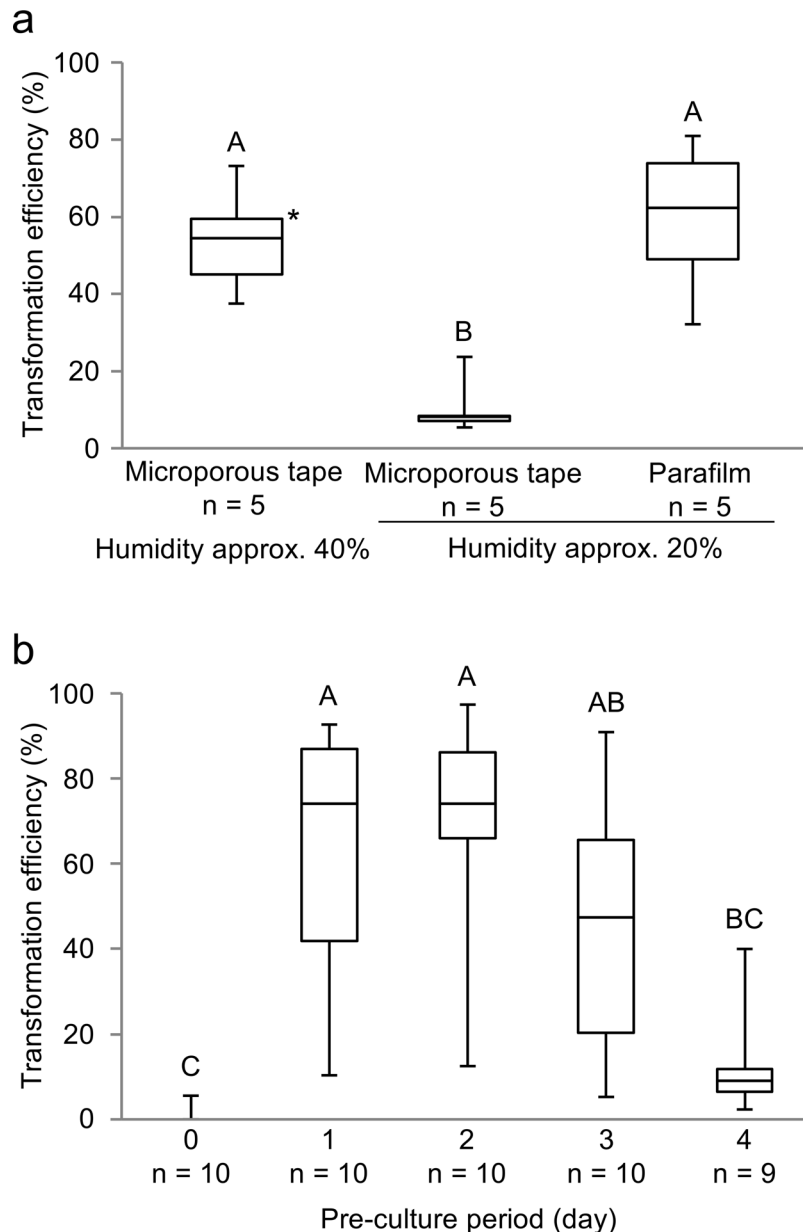 a
Transformation efficiency (%)
100
80
60
40
20
0
A
*
B
A
Microporous tape
n = 5
Microporous tape
n = 5
Parafilm
n = 5
Humidity approx. 40%
Humidity approx. 20%
b
Transformation efficiency (%)
100
80
60
40
20
0
C
A
A
AB
BC
0
1
2
3
4
n = 10
n = 10
n = 10
n = 10
n = 9
Pre-culture period (day)